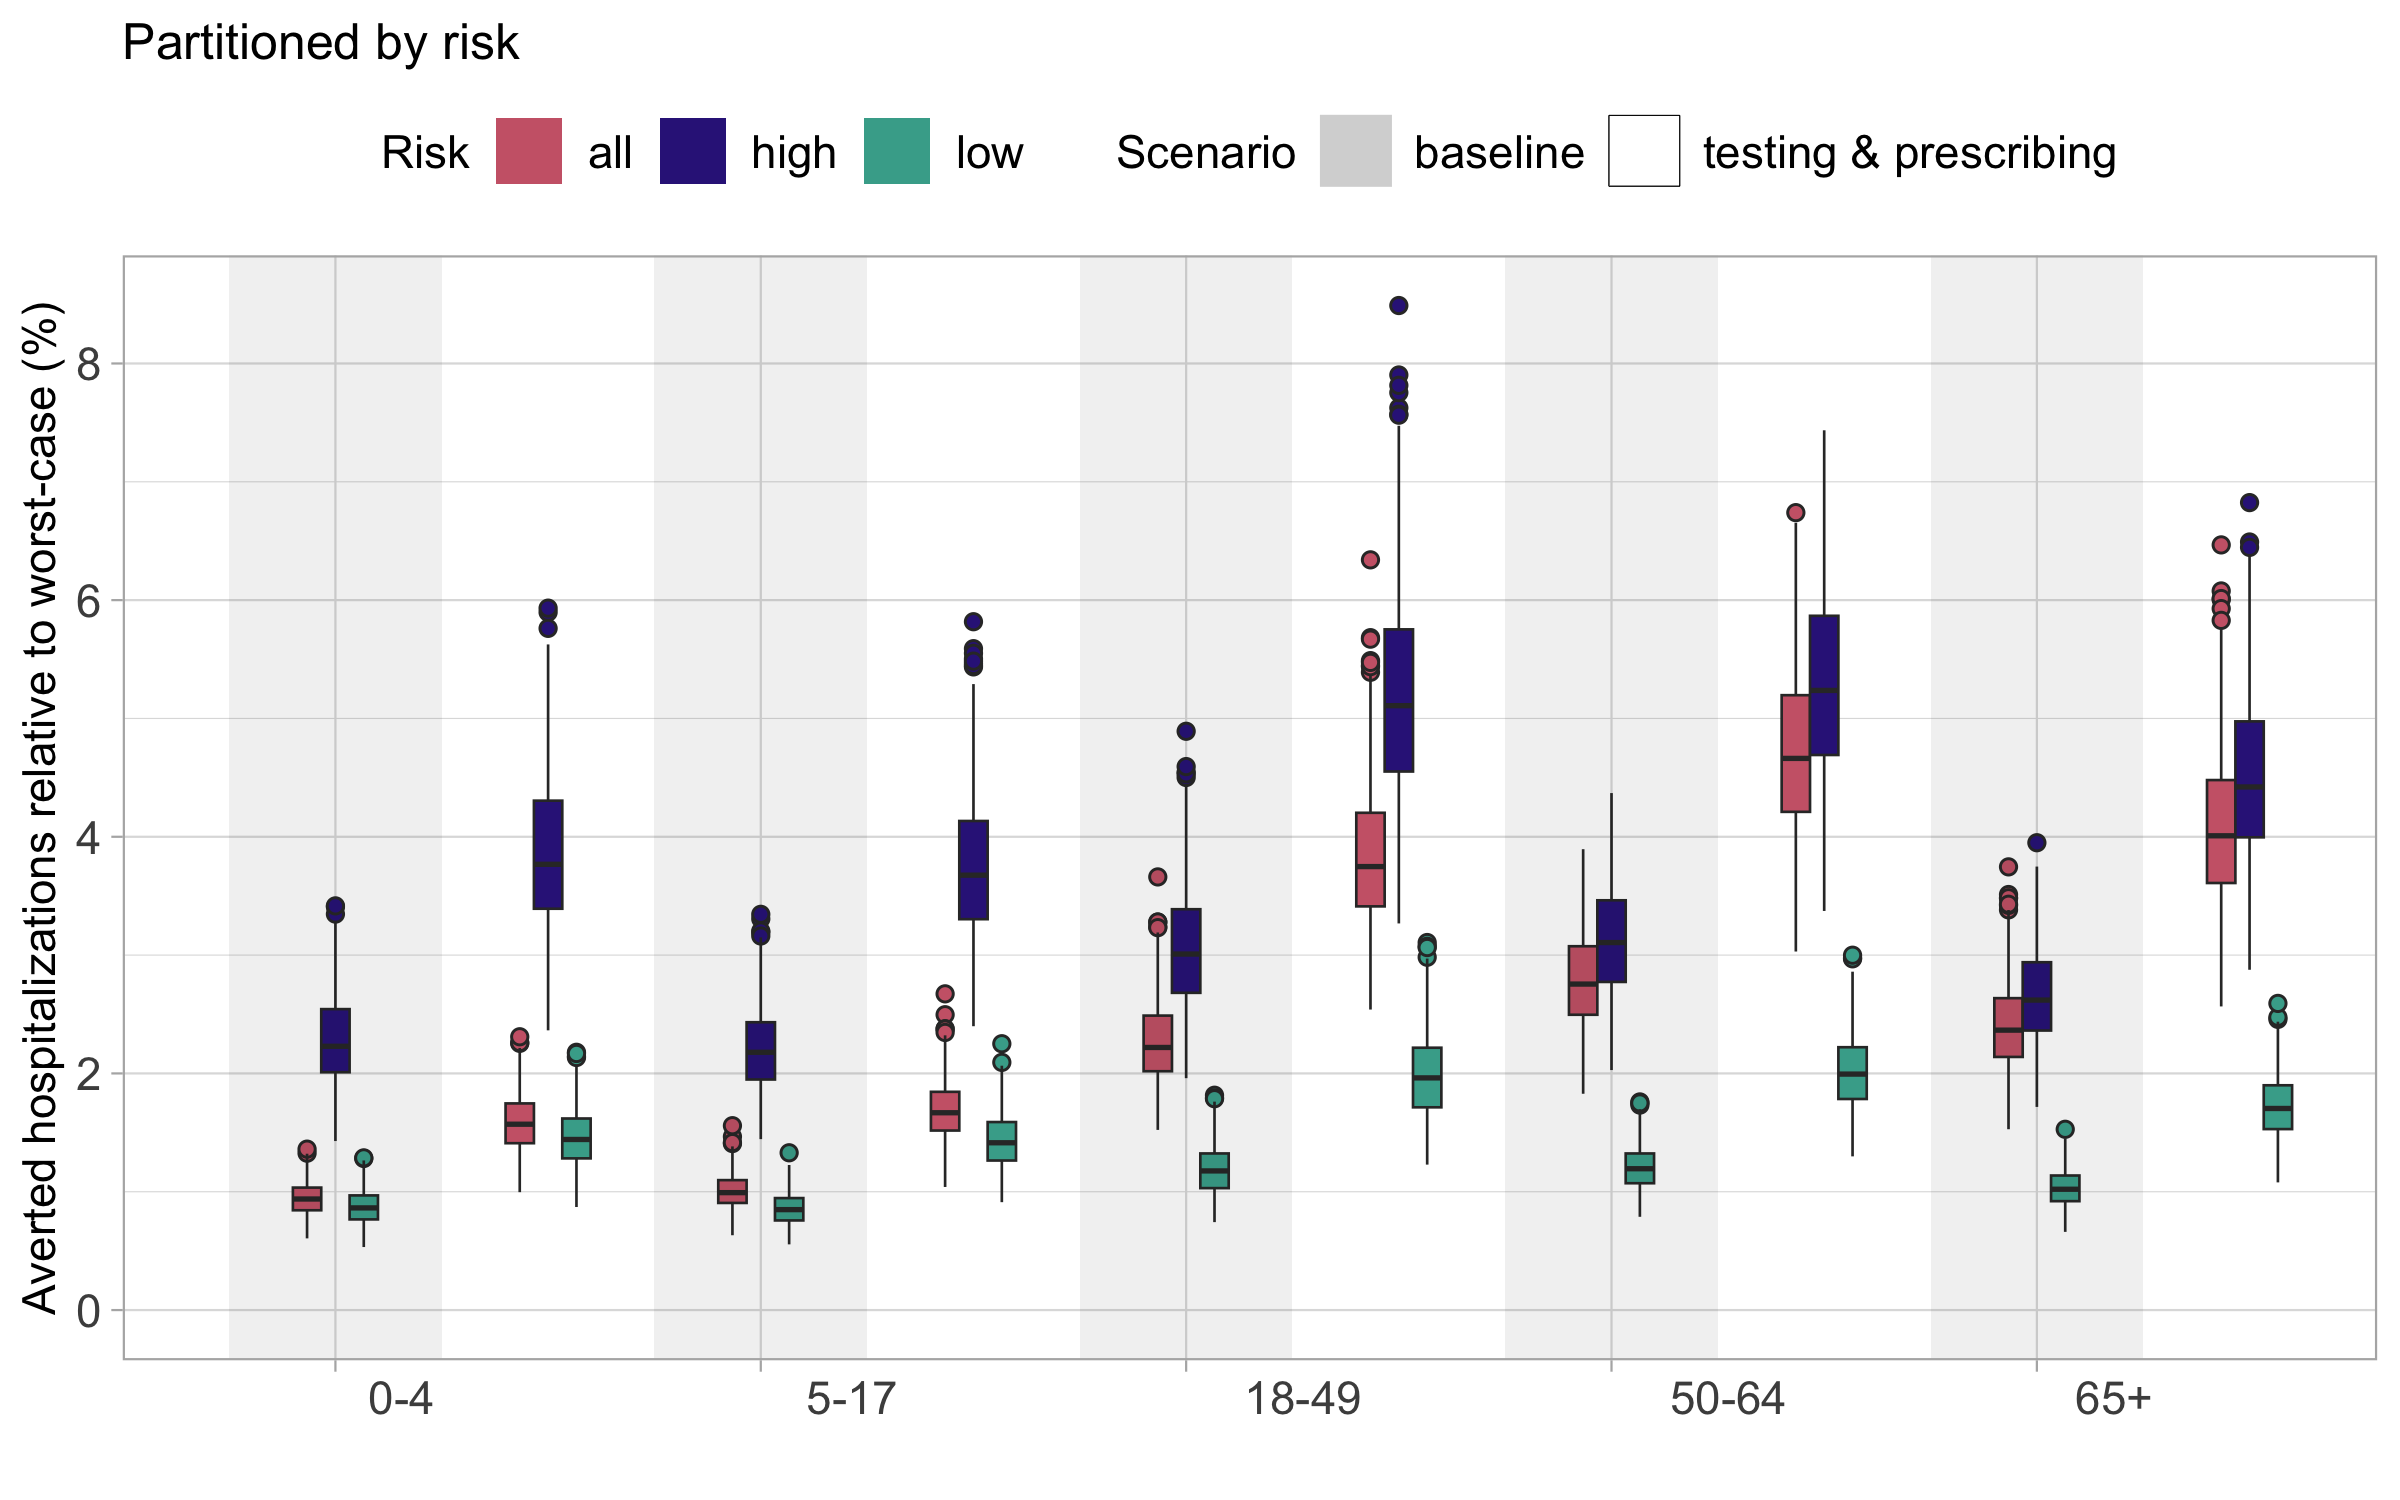 Partitioned by risk
Risk all high low Scenario baseline testing & prescribing
Averted hospitalizations relative to worst-case (%)
8
6
4
2
0
0-4 5-17 18-49 50-64 65+